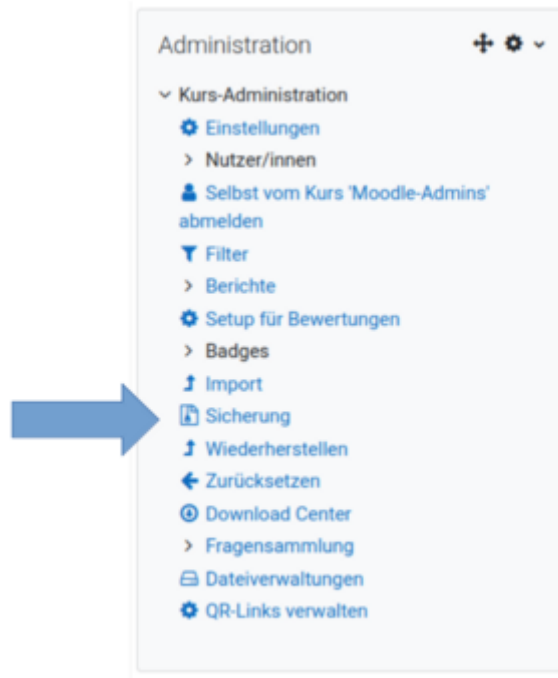 Administration
Kurs-Administration
Einstellungen
Nutzer/innen
Selbst vom Kurs 'Moodle-Admins'
abmelden
Filter
Berichte
Setup für Bewertungen
Badges
Import
Sicherung
Wiederherstellen
Zurücksetzen
Download Center
Fragensammlung
Dateiverwaltungen
QR-Links verwalten